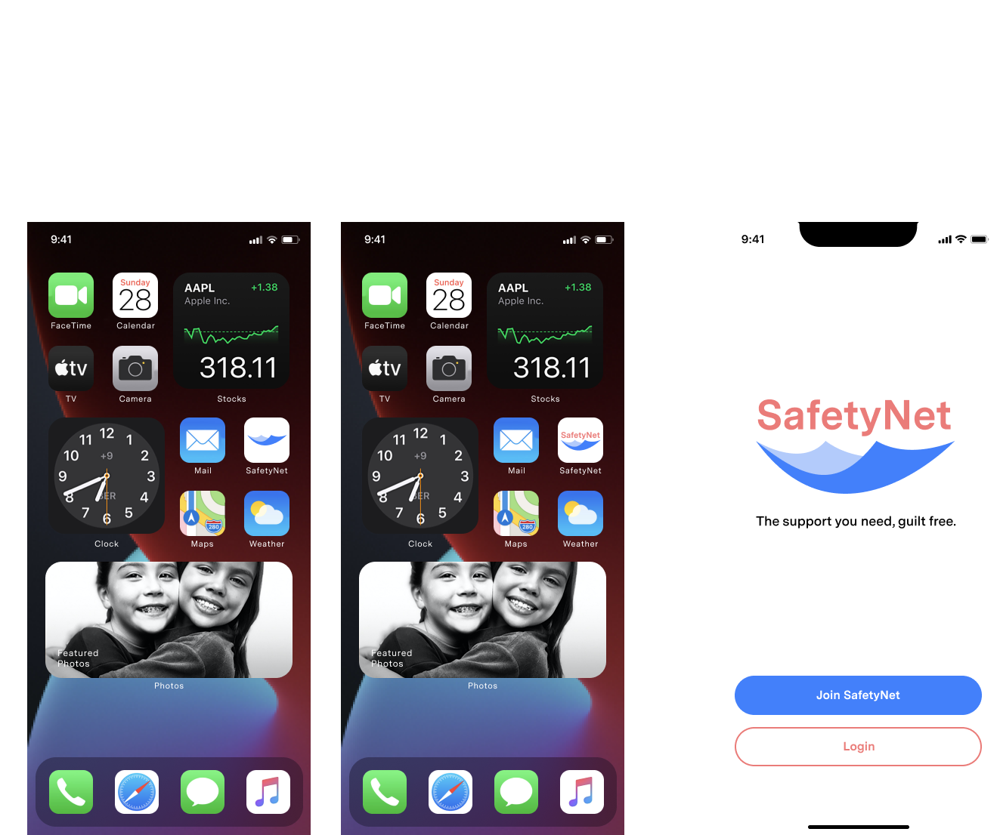 9:41
FaceTime
Sunday
28
Calendar
AAPL +1.38
Apple Inc.
318.11
Stocks
tv
TV
Camera
12
11 1
10 +9 2
9 3
8 BER 4
7 5
6
Clock
Mail
SafetyNet
280
Maps
Weather
Featured
Photos
Photos
9:41
FaceTime
Sunday
28
Calendar
AAPL +1.38
Apple Inc.
318.11
Stocks
tv
TV
Camera
12
11 1
10 +9 2
9 3
8 BER 4
7 5
6
Clock
Mail
SafetyNet
SafetyNet
280
Maps
Weather
Featured
Photos
Photos
9:41
SafetyNet
The support you need, guilt free.
Join SafetyNet
Login